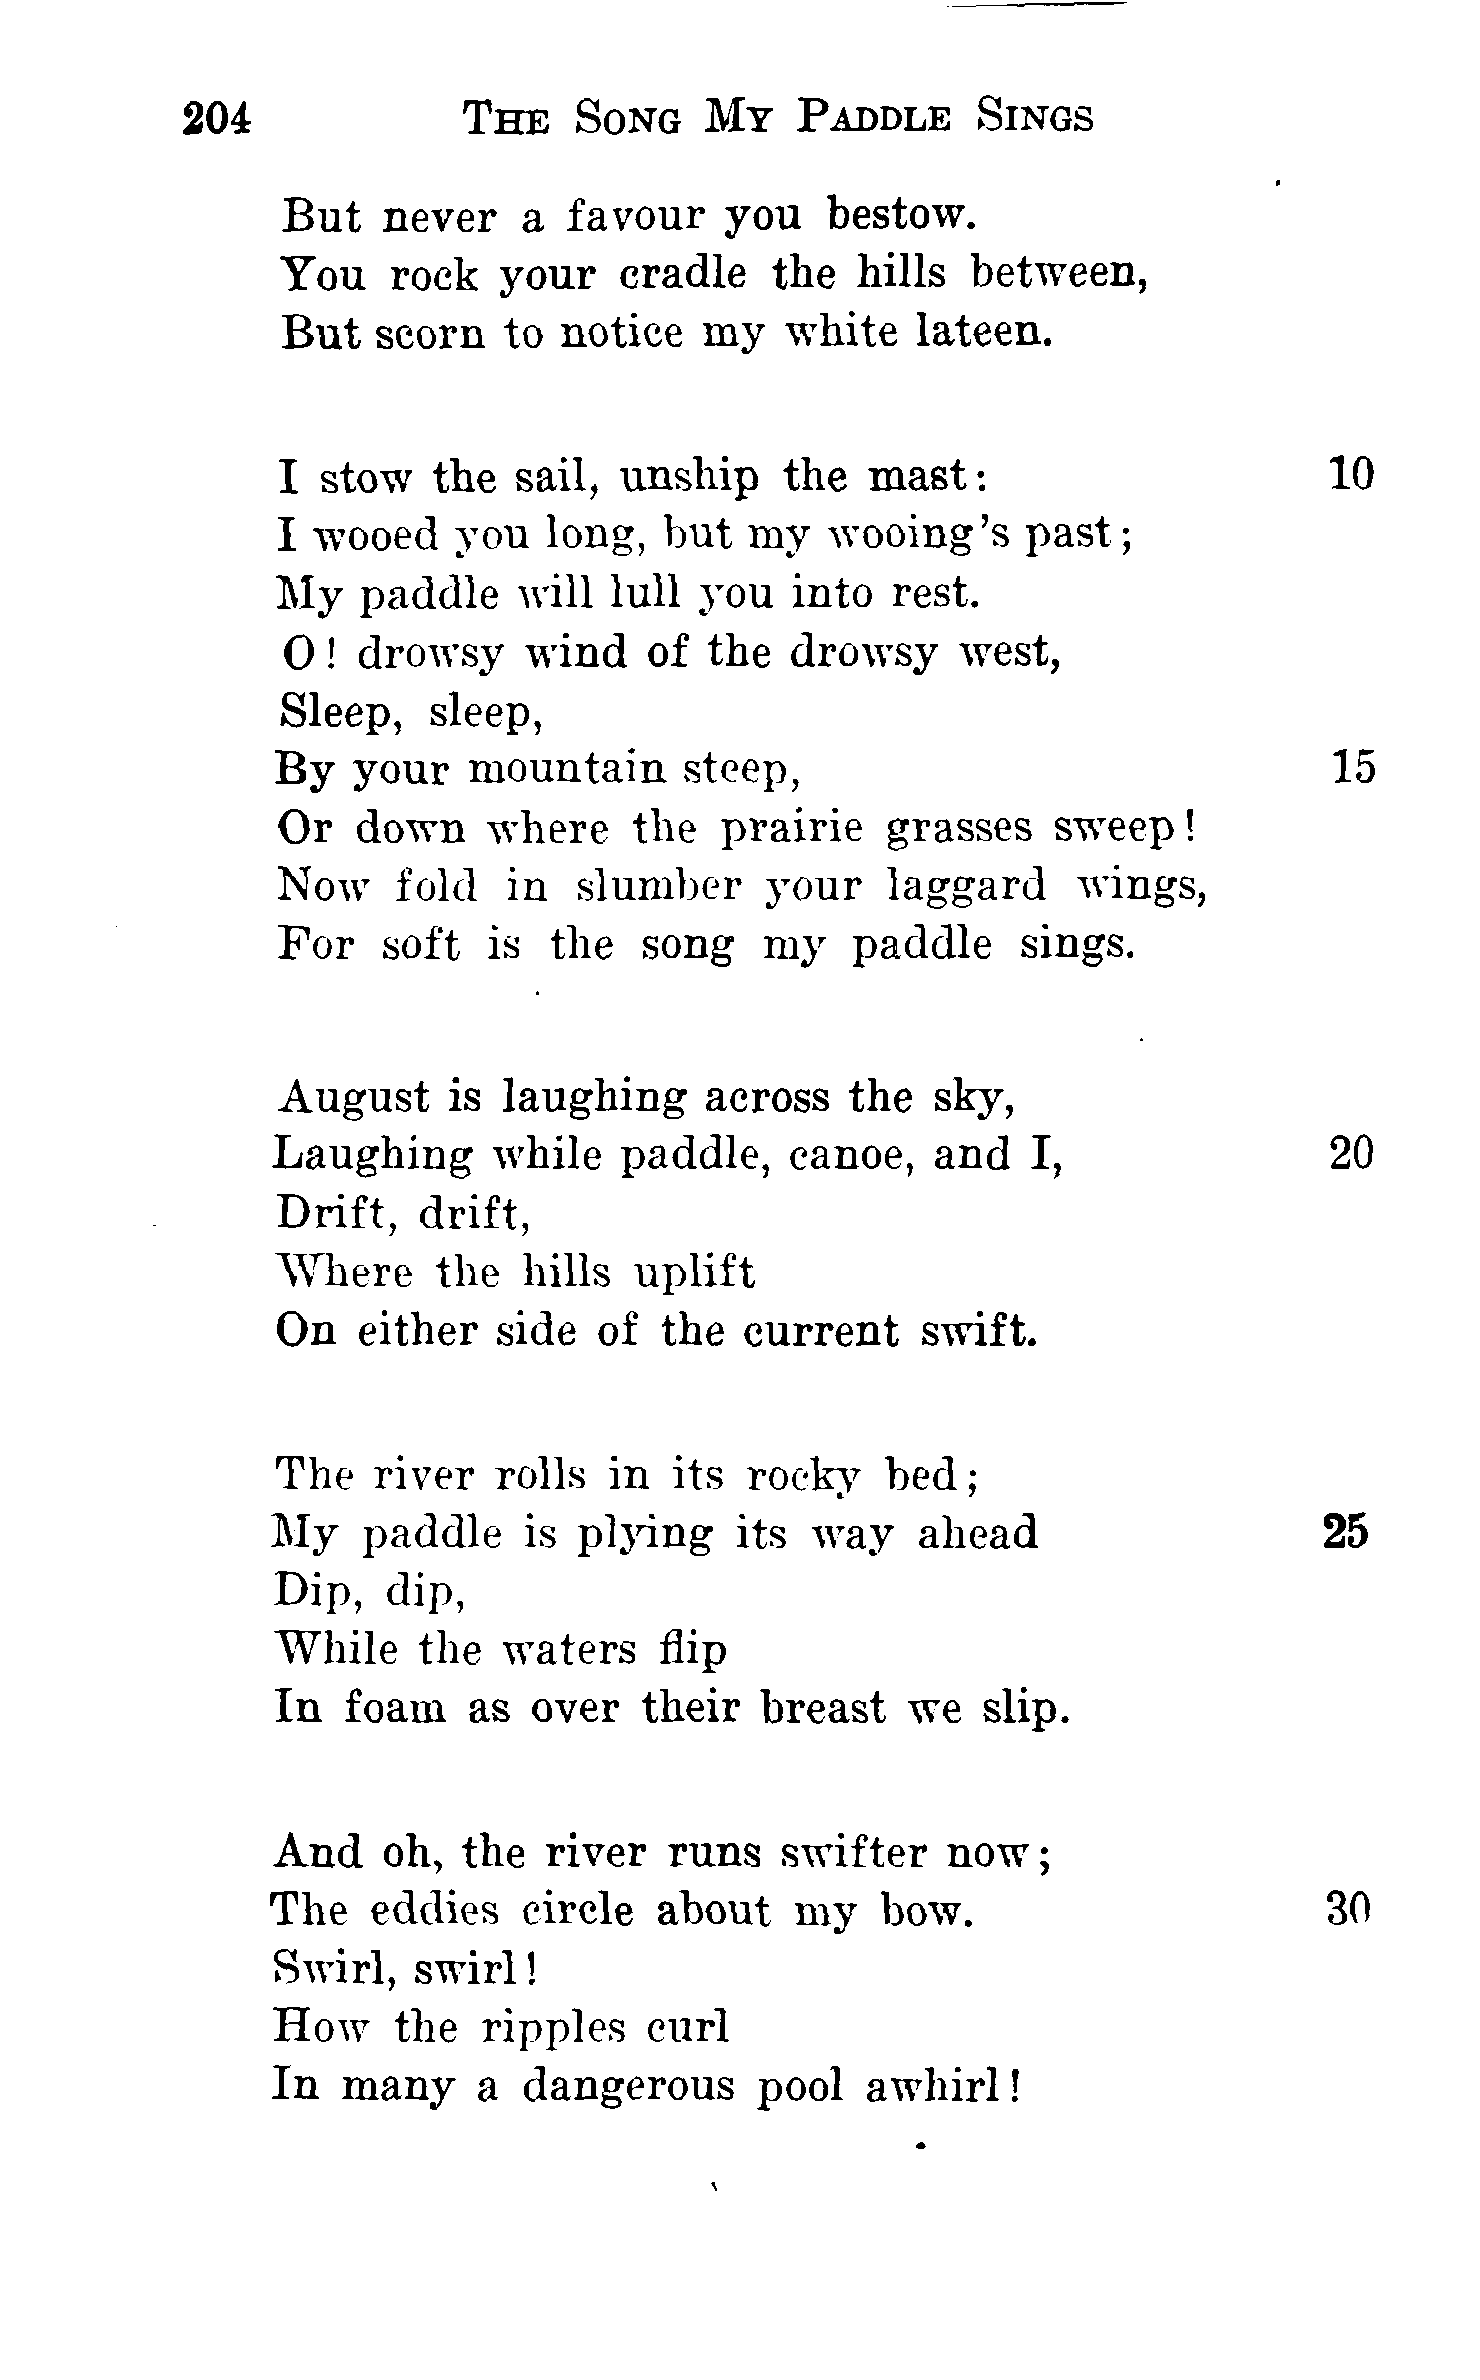 204 The Song My Paddle Sings
But never a favour you bestow.
You rock your cradle the hills between,
But scorn to notice my white lateen.
I stow the sail, unship the mast: 10
I wooed you long, but my wooing's past;
My paddle will lull you into rest.
O! drowsy wind of the drowsy west,
Sleep, sleep,
By your mountain steep, 15
Or down where the prairie grasses sweep!
Now fold in slumber your laggard wings,
For soft is the song my paddle sings.
August is laughing across the sky,
Laughing while paddle, canoe, and I, 20
Drift, drift,
Where the hills uplift
On either side of the current swift.
The river rolls in its rocky bed;
My paddle is plying its way ahead 25
Dip, dip,
While the waters flip
In foam as over their breast we slip.
And oh, the river runs swifter now;
The eddies circle about my bow. 30
Swirl, swirl!
How the ripples curl
In many a dangerous pool awhirl!